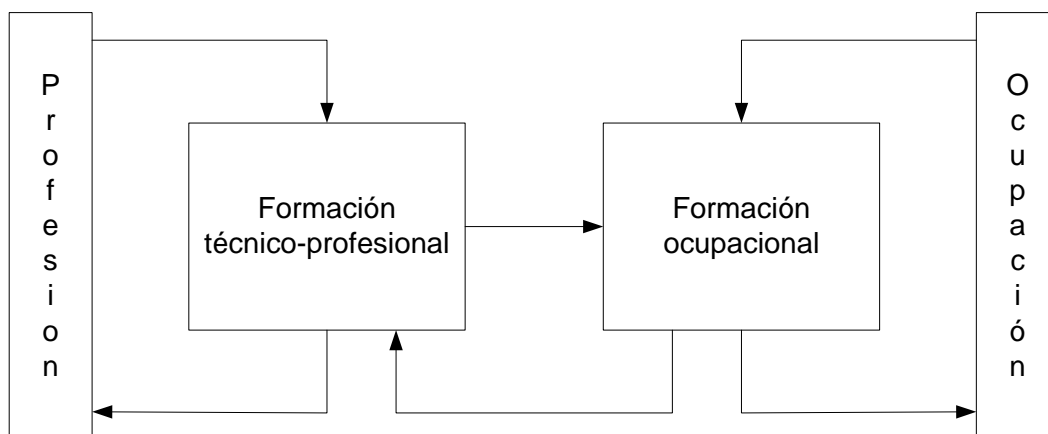 Profesion
Formación
técnico-profesional
Formación
ocupacional
Ocupación